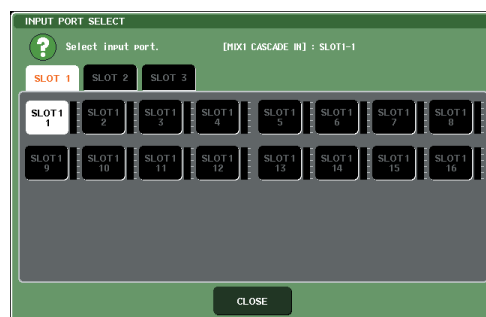 INPUT PORT SELECT
?
Select input port. [MIX1 CASCADE IN] : SLOT1-1
SLOT 1 SLOT 2 SLOT 3
SLOT1 SLOT1 SLOT1 SLOT1 SLOT1 SLOT1 SLOT1 SLOT1
1 2 3 4 5 6 7 8
SLOT1 SLOT1 SLOT1 SLOT1 SLOT1 SLOT1 SLOT1 SLOT1
9 10 11 12 13 14 15 16
CLOSE